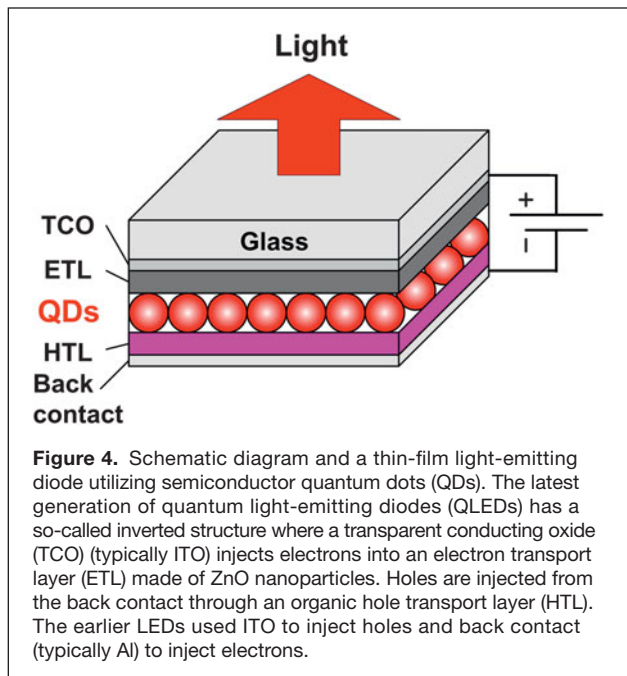 Light
TCO
Glass
+
ETL
–
QDs
HTL
Back
contact
Figure 4. Schematic diagram and a thin-film light-emitting
diode utilizing semiconductor quantum dots (QDs). The latest
generation of quantum light-emitting diodes (QLEDs) has a
so-called inverted structure where a transparent conducting oxide
(TCO) (typically ITO) injects electrons into an electron transport
layer (ETL) made of ZnO nanoparticles. Holes are injected from
the back contact through an organic hole transport layer (HTL).
The earlier LEDs used ITO to inject holes and back contact
(typically Al) to inject electrons.